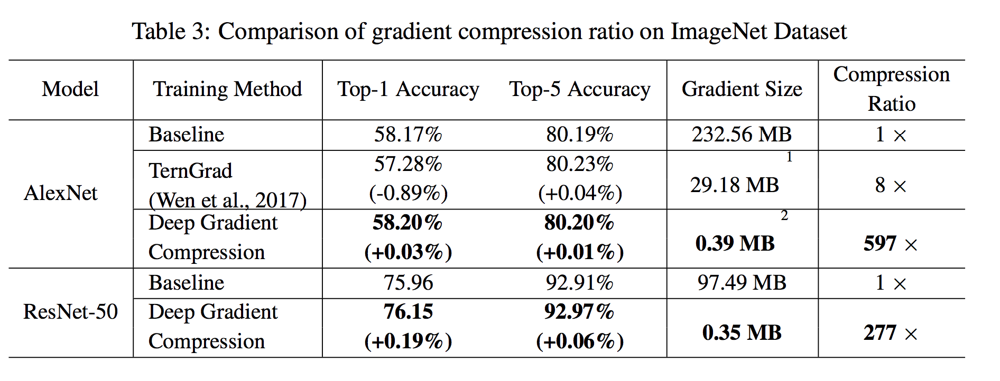 Table 3: Comparison of gradient compression ratio on ImageNet Dataset
Model Training Method Top-1 Accuracy Top-5 Accuracy Gradient Size Compression Ratio
AlexNet
Baseline 58.17% 80.19% 232.56 MB 1 ×
TernGrad (Wen et al., 2017) 57.28% (-0.89%) 80.23% (+0.04%) 29.18 MB 1 8 ×
Deep Gradient Compression 58.20% (+0.03%) 80.20% (+0.01%) 0.39 MB 2 597 ×
ResNet-50
Baseline 75.96 92.91% 97.49 MB 1 ×
Deep Gradient Compression 76.15 (+0.19%) 92.97% (+0.06%) 0.35 MB 277 ×